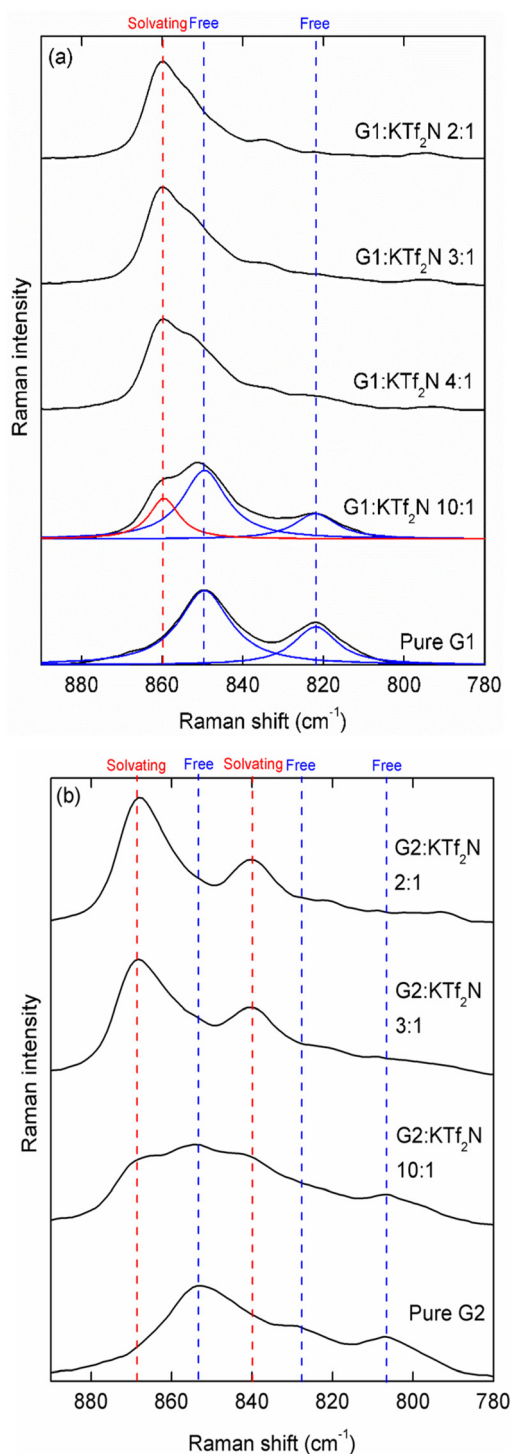 Solvating Free Free
(a)
G1:KTf₂N 2:1
G1:KTf₂N 3:1
G1:KTf₂N 4:1
G1:KTf₂N 10:1
Pure G1
Raman intensity
880 860 840 820 800 780
Raman shift (cm⁻¹)
Solvating Free Solvating Free Free
(b)
G2:KTf₂N
2:1
G2:KTf₂N
3:1
G2:KTf₂N
10:1
Pure G2
Raman intensity
880 860 840 820 800 780
Raman shift (cm⁻¹)